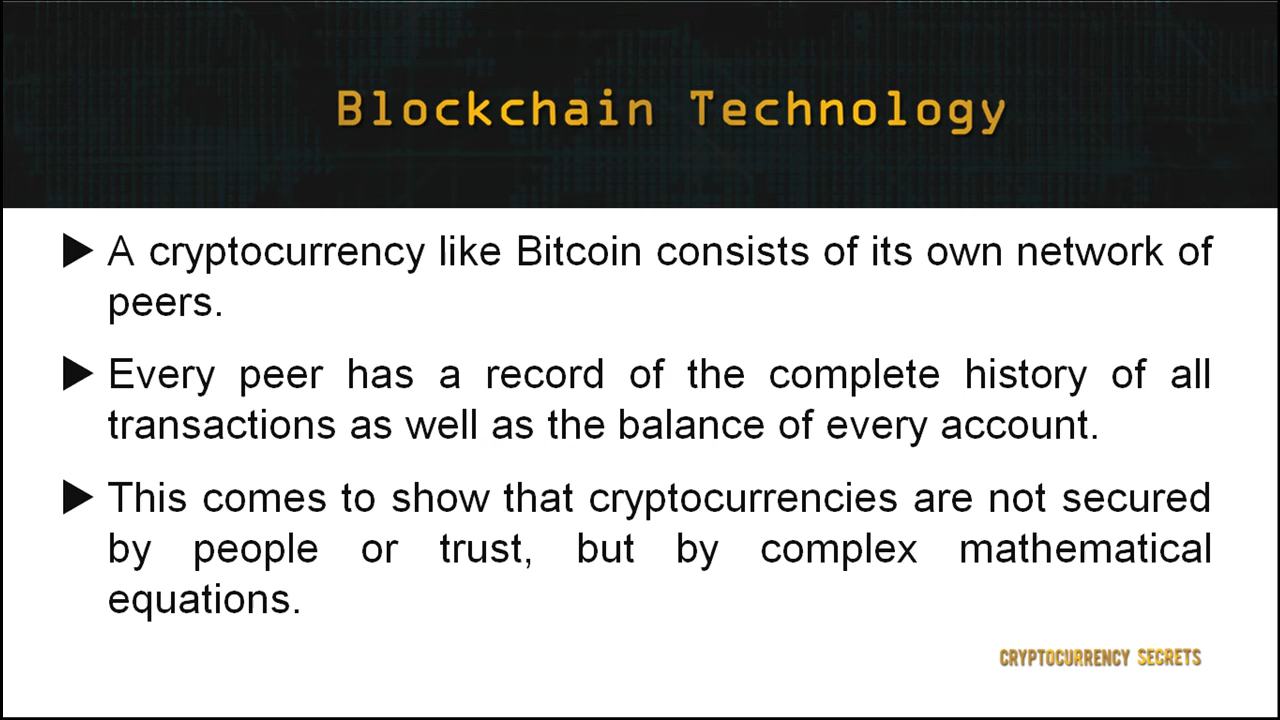 Blockchain Technology
A cryptocurrency like Bitcoin consists of its own network of
peers.
Every peer has a record of the complete history of all
transactions as well as the balance of every account.
This comes to show that cryptocurrencies are not secured
by people or trust, but by complex mathematical
equations.
CRYPTOCURRENCY SECRETS